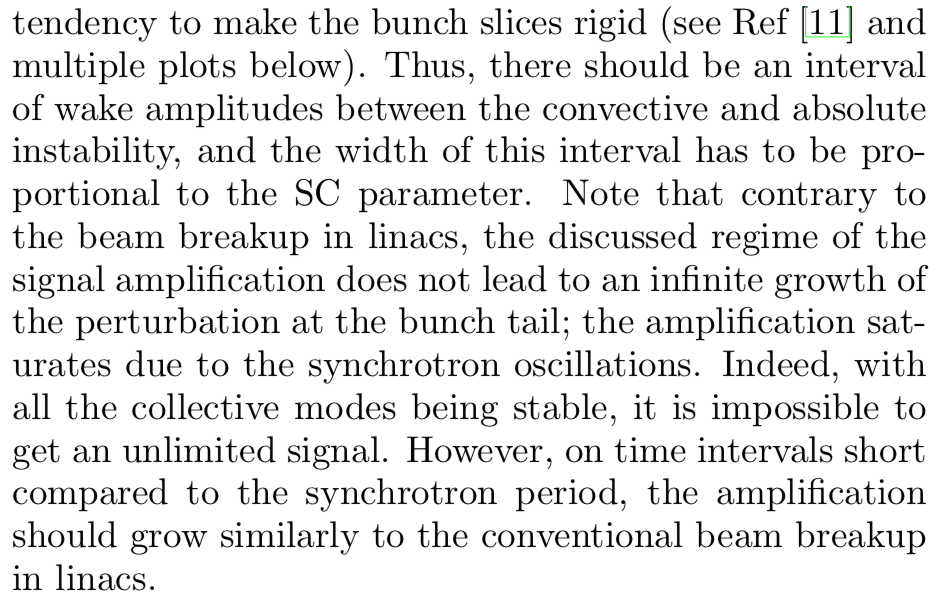 tendency to make the bunch slices rigid (see Ref [11] and
multiple plots below). Thus, there should be an interval
of wake amplitudes between the convective and absolute
instability, and the width of this interval has to be pro-
portional to the SC parameter. Note that contrary to
the beam breakup in linacs, the discussed regime of the
signal amplification does not lead to an infinite growth of
the perturbation at the bunch tail; the amplification sat-
urates due to the synchrotron oscillations. Indeed, with
all the collective modes being stable, it is impossible to
get an unlimited signal. However, on time intervals short
compared to the synchrotron period, the amplification
should grow similarly to the conventional beam breakup
in linacs.